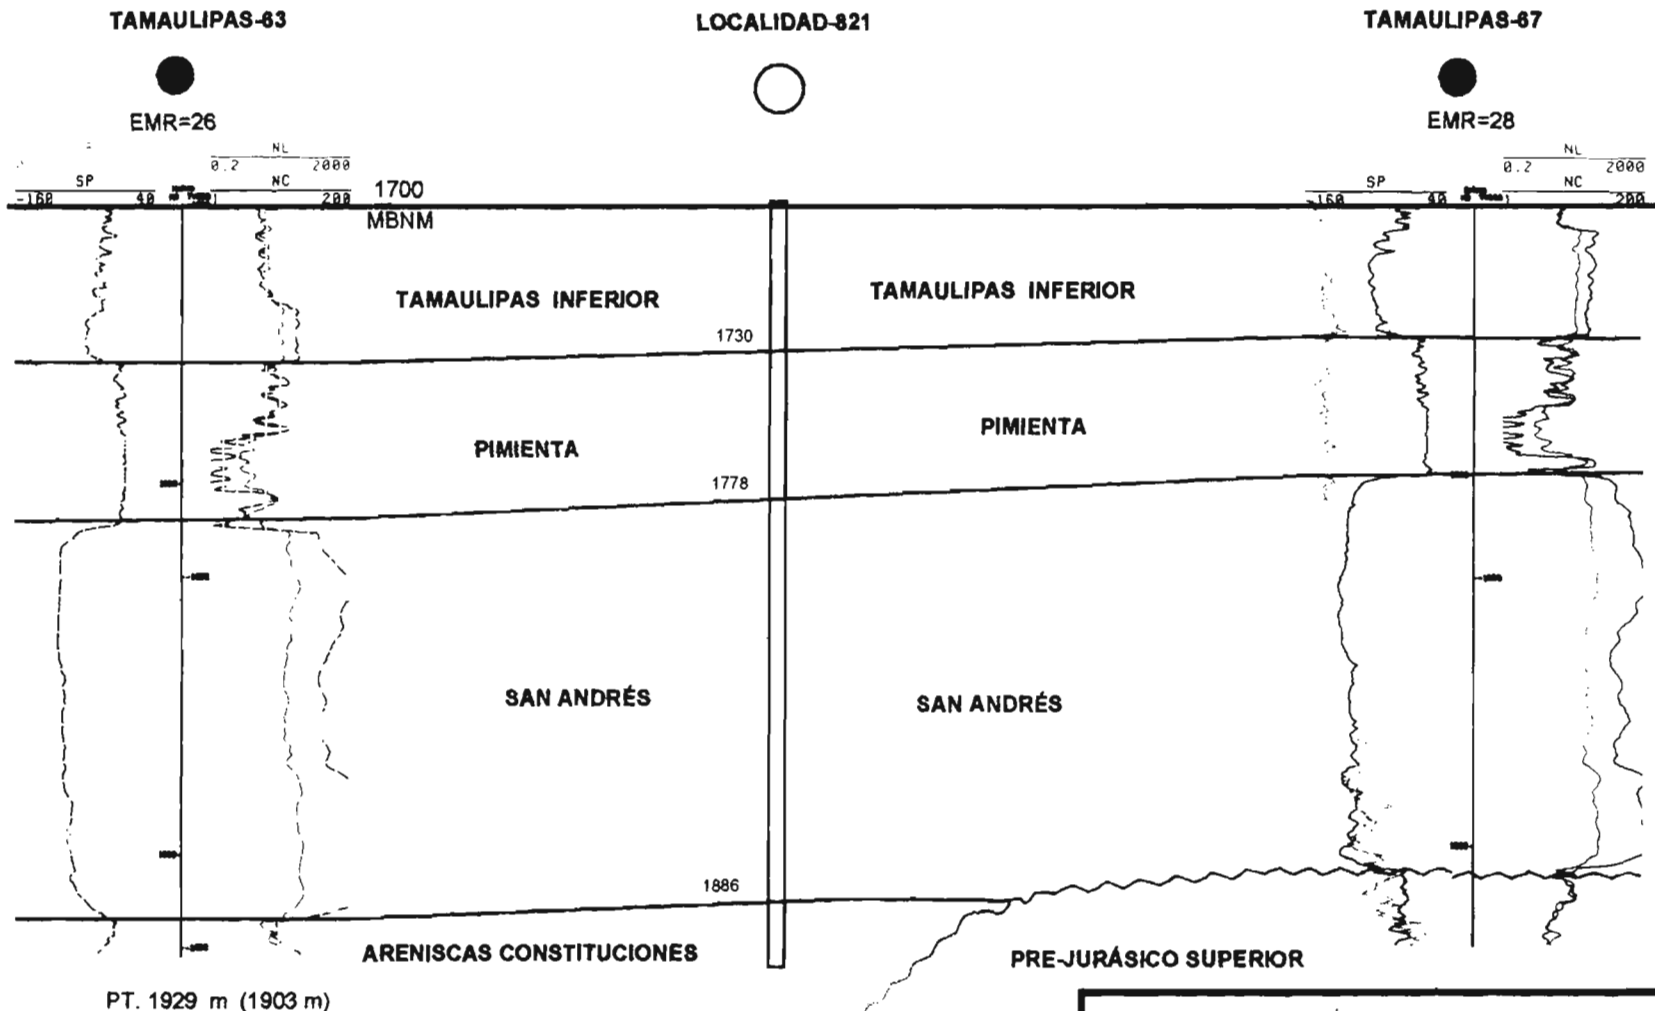 TAMAULIPAS-63
LOCALIDAD-821
TAMAULIPAS-67
EMR=26
EMR=28
NL
0.2 2000
SP
NC
-160 40
1 200
1700
MBNM
NL
0.2 2000
SP
NC
-160 40
1 200
TAMAULIPAS INFERIOR
TAMAULIPAS INFERIOR
1730
PIMIENTA
PIMIENTA
1778
SAN ANDRÉS
SAN ANDRÉS
1886
ARENISCAS CONSTITUCIONES
PRE-JURÁSICO SUPERIOR
PT. 1929 m (1903 m)